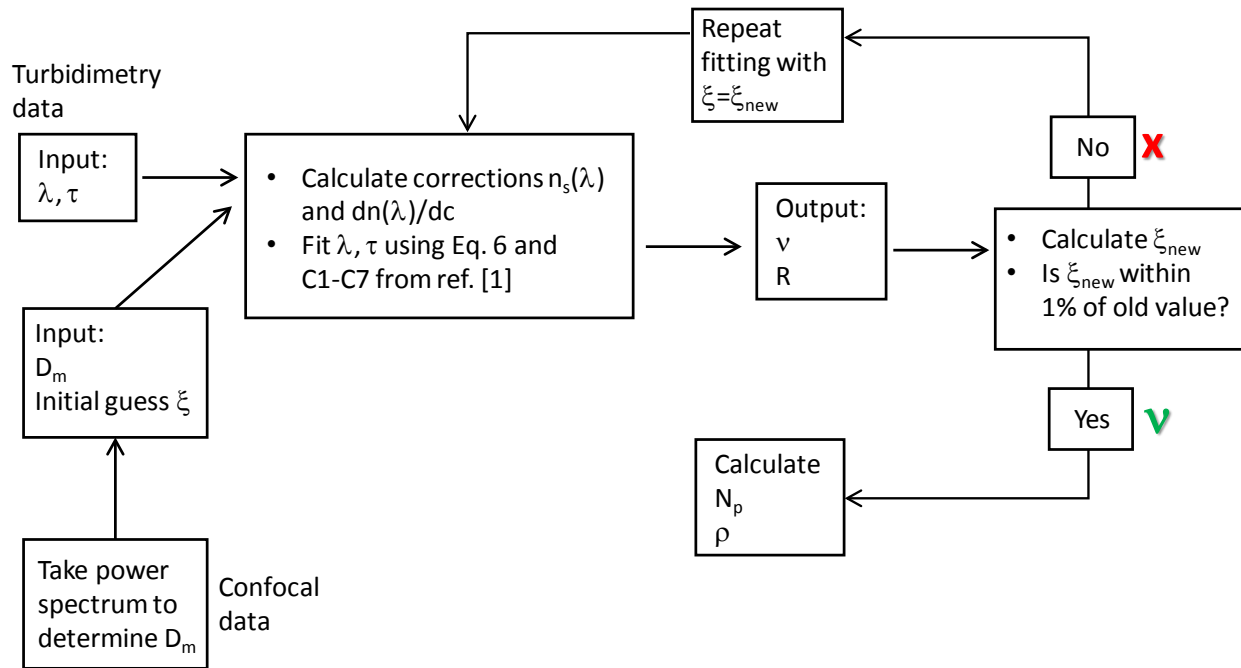 Turbidimetry
data
Input:
λ, τ
Input:
Dₘ
Initial guess ξ
Take power
spectrum to
determine Dₘ
Confocal
data
• Calculate corrections nₛ(λ)
and dn(λ)/dc
• Fit λ, τ using Eq. 6 and
C1-C7 from ref. [1]
Repeat
fitting with
ξ=ξnew
Output:
ν
R
No
X
• Calculate ξnew
• Is ξnew within
1% of old value?
Yes
v
Calculate
Nₚ
ρ